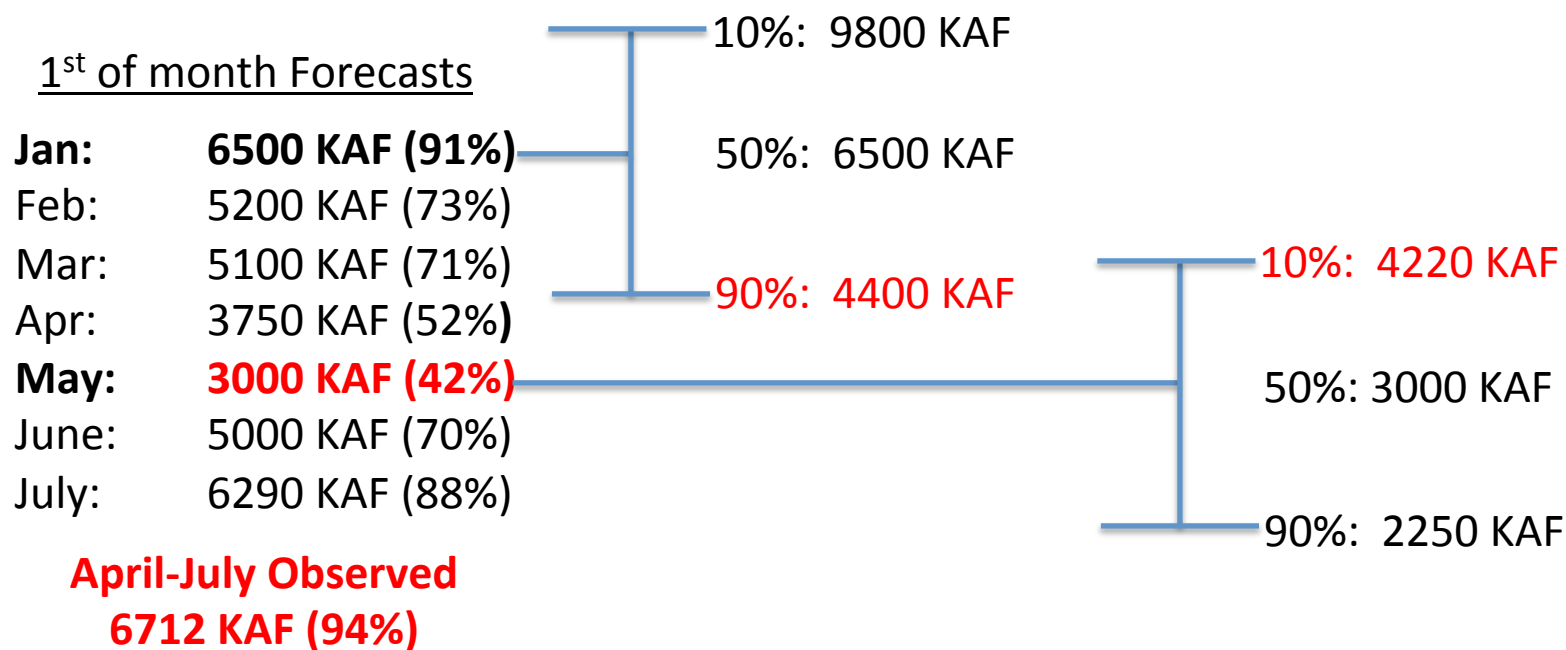 1st of month Forecasts
Jan: 6500 KAF (91%)
Feb: 5200 KAF (73%)
Mar: 5100 KAF (71%)
Apr: 3750 KAF (52%)
May: 3000 KAF (42%)
June: 5000 KAF (70%)
July: 6290 KAF (88%)
April-July Observed
6712 KAF (94%)
10%: 9800 KAF
50%: 6500 KAF
90%: 4400 KAF
10%: 4220 KAF
50%: 3000 KAF
90%: 2250 KAF